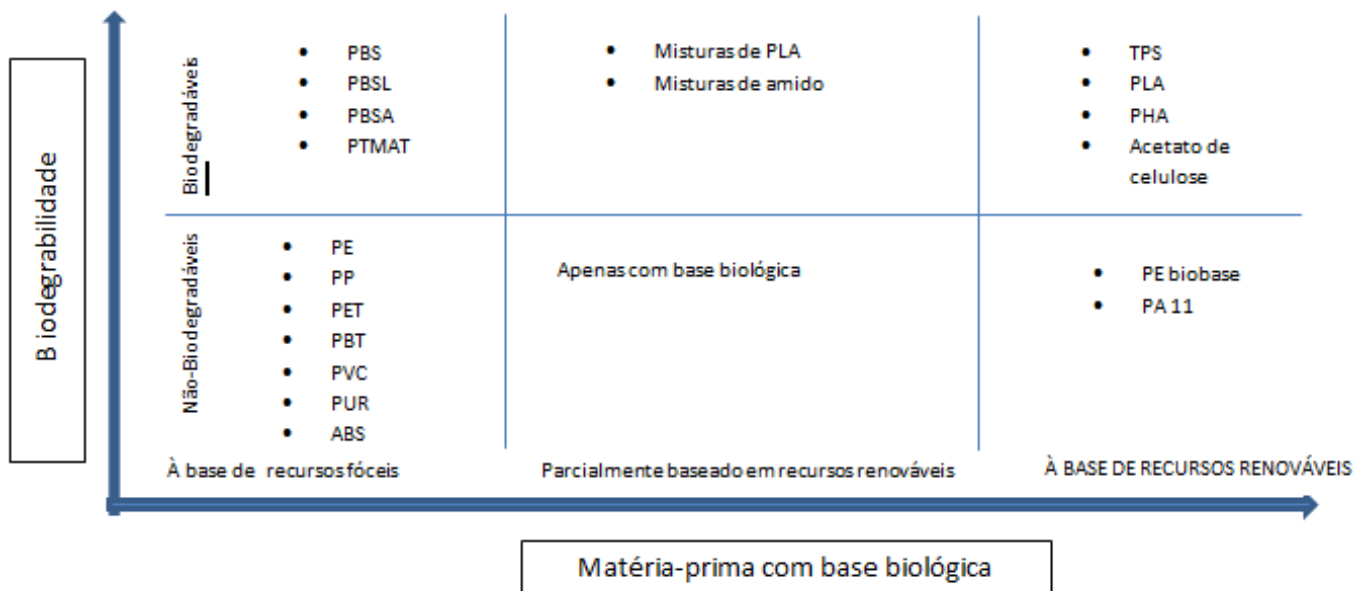 Biodegrabilidade
Biodegradáveis
• PBS
• PBSL
• PBSA
• PTMAT
• Misturas de PLA
• Misturas de amido
• TPS
• PLA
• PHA
• Acetato de
celulose
Não-Biodegradáveis
• PE
• PP
• PET
• PBT
• PVC
• PUR
• ABS
Apenas com base biológica
• PE biobase
• PA 11
À base de recursos fóceis
Parcialmente baseado em recursos renováveis
À BASE DE RECURSOS RENOVÁVEIS
Matéria-prima com base biológica